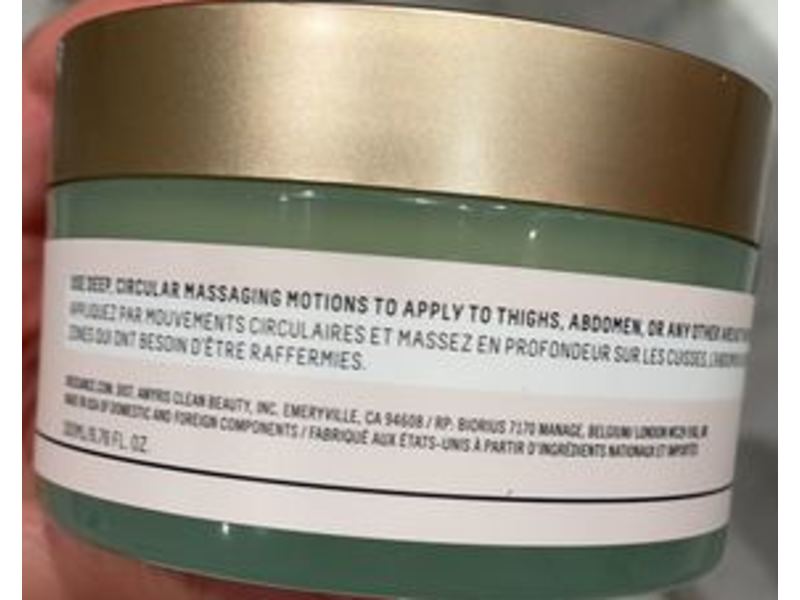 USE DEEP, CIRCULAR MASSAGING MOTIONS TO APPLY TO THIGHS, ABDOMEN, OR ANY OTHER
APPLIQUEZ PAR MOUVEMENTS CIRCULAIRES ET MASSEZ EN PROFONDEUR SUR LES CUISSES,
ZONES QUI ONT BESOIN D'ÊTRE RAFFERMIES.
DIST. AMYRIS CLEAN BEAUTY, INC. EMERYVILLE, CA 94608 / RP: BIORIUS 7170 MANAGE, BELGIUM/ LONDON
MADE IN USA OF DOMESTIC AND FOREIGN COMPONENTS / FABRIQUÉ AUX ÉTATS-UNIS À PARTIR D'INGRÉDIENTS NATIONAUX ET IMPORTÉS
FL. OZ